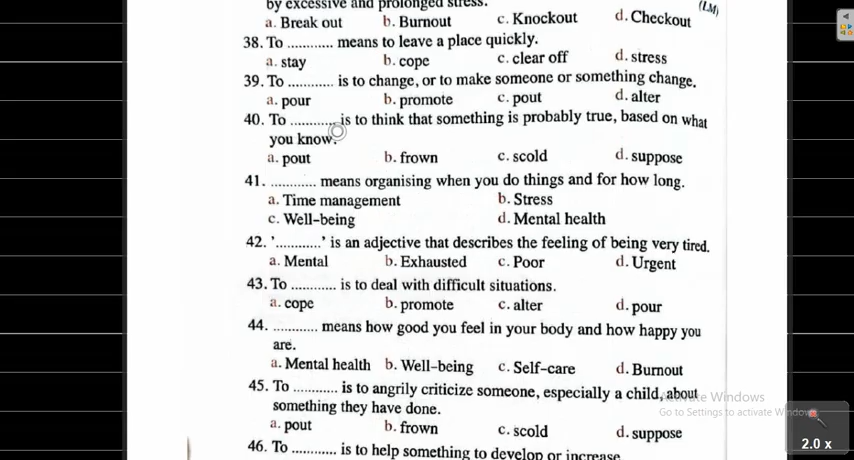 by excessive and prolonged stress.
(LM)
a. Break out b. Burnout c. Knockout d. Checkout
38. To ............ means to leave a place quickly.
a. stay b. cope c. clear off d. stress
39. To ............ is to change, or to make someone or something change.
a. pour b. promote c. pout d. alter
40. To ............ is to think that something is probably true, based on what
you know.
a. pout b. frown c. scold d. suppose
41. ............ means organising when you do things and for how long.
a. Time management b. Stress
c. Well-being d. Mental health
42. '............' is an adjective that describes the feeling of being very tired.
a. Mental b. Exhausted c. Poor d. Urgent
43. To ............ is to deal with difficult situations.
a. cope b. promote c. alter d. pour
44. ............ means how good you feel in your body and how happy you
are.
a. Mental health b. Well-being c. Self-care d. Burnout
45. To ............ is to angrily criticize someone, especially a child, about
something they have done.
a. pout b. frown c. scold d. suppose
46. To ............ is to help something to develop or increase.
Activate Windows
Go to Settings to activate Windows
2.0 x